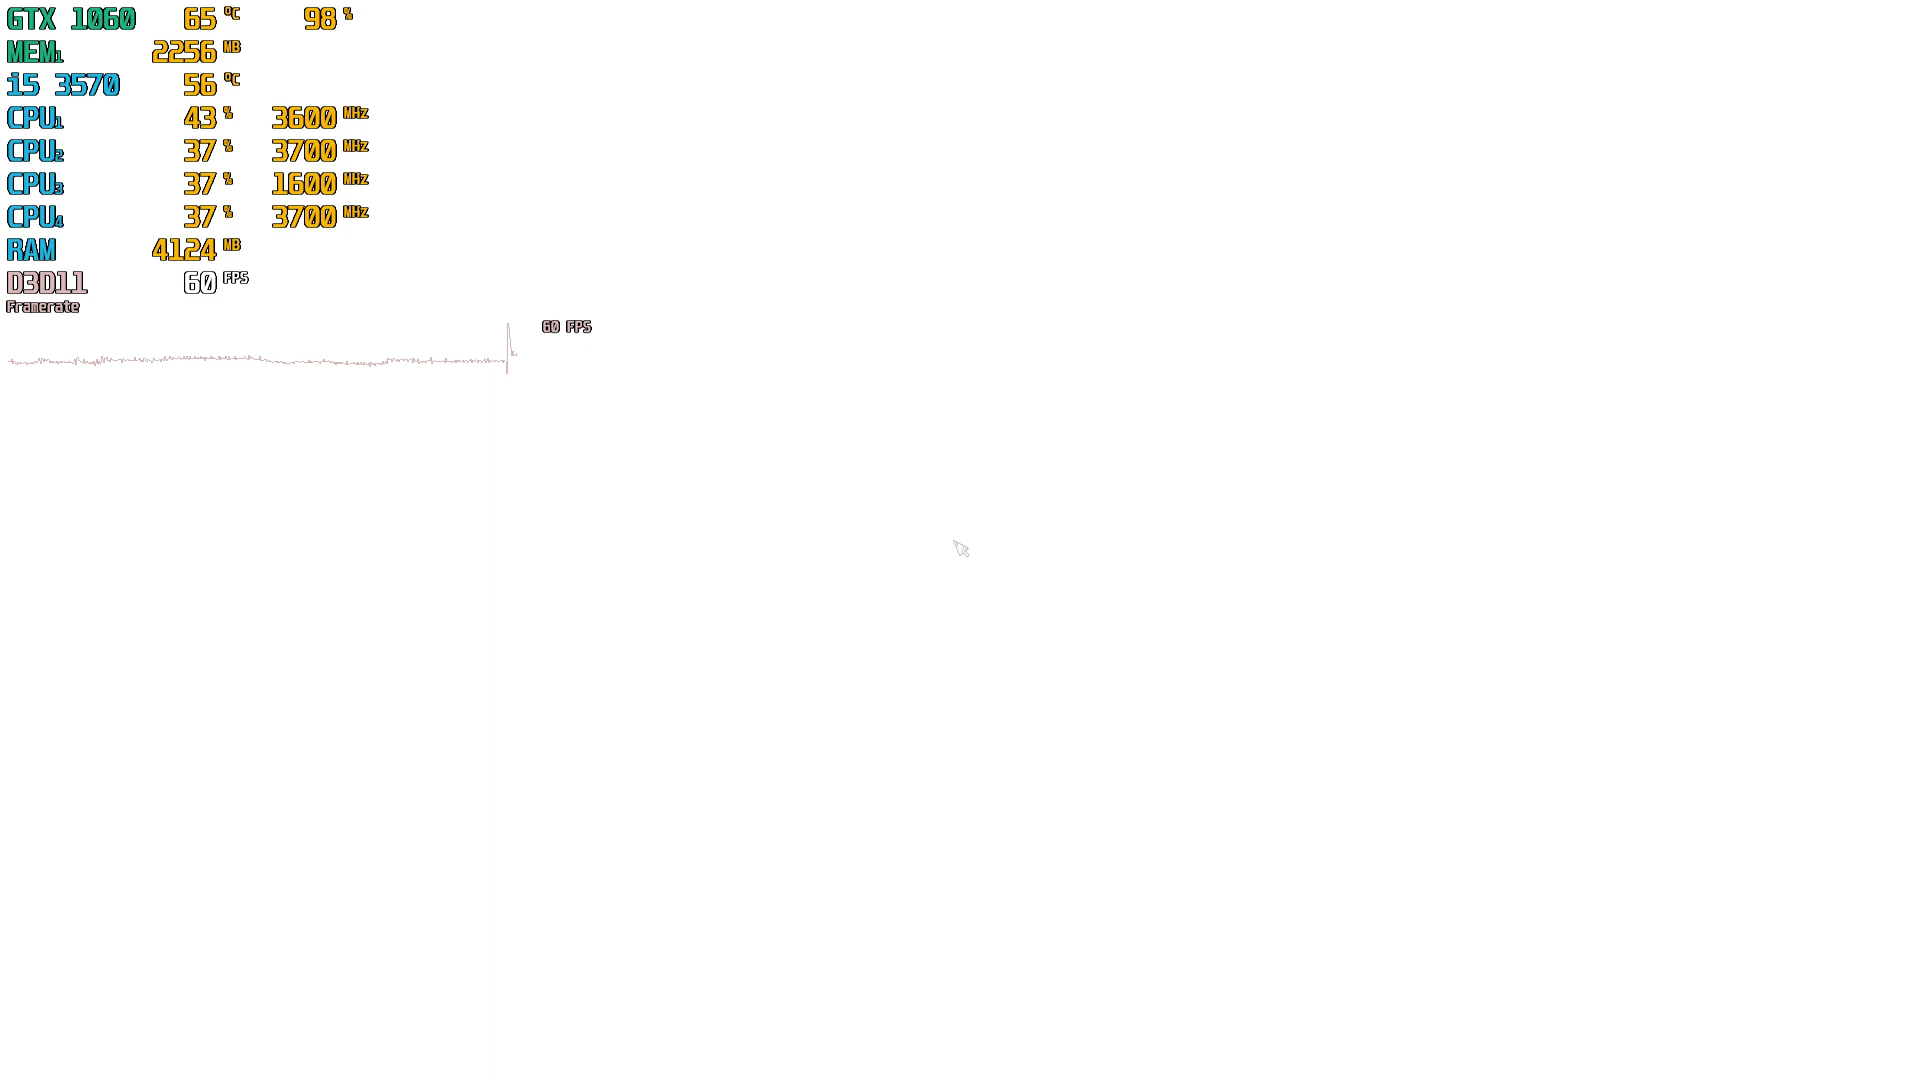 GTX 1060 65 °C 98 %
MEM1 2256 MB
i5 3570 56 °C
CPU1 43 % 3600 MHz
CPU2 37 % 3700 MHz
CPU3 37 % 1600 MHz
CPU4 37 % 3700 MHz
RAM 4124 MB
D3D11 60 FPS
Framerate
60 FPS